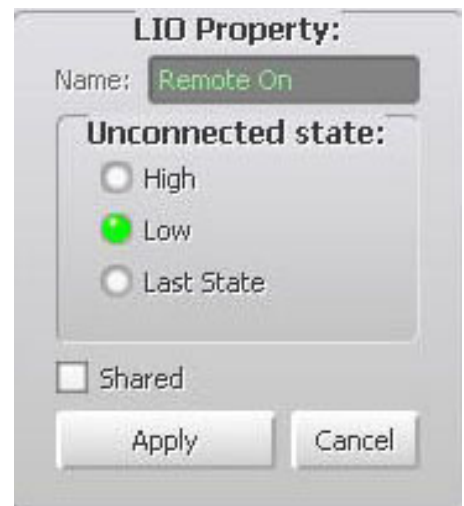 LIO Property:
Name: Remote On
Unconnected state:
High
Low
Last State
Shared
Apply Cancel